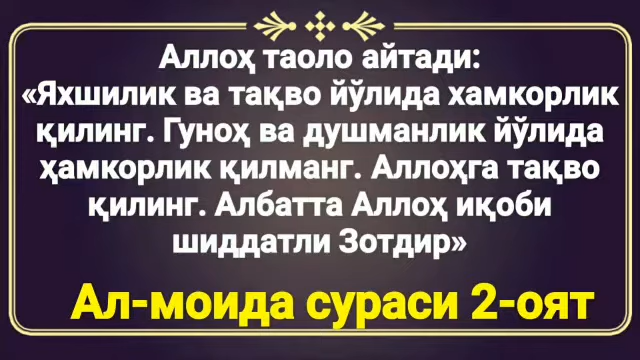 Аллоҳ таоло айтади:
«Яхшилик ва тақво йўлида хамкорлик
қилинг. Гуноҳ ва душманлик йўлида
ҳамкорлик қилманг. Аллоҳга тақво
қилинг. Албатта Аллоҳ иқоби
шиддатли Зотдир»
Ал-моида сураси 2-оят